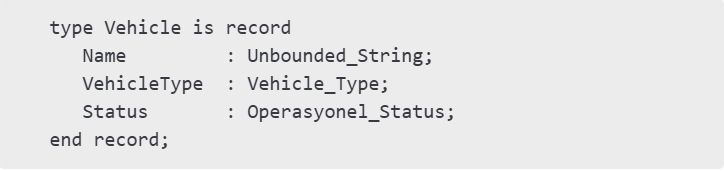 type Vehicle is record
   Name         : Unbounded_String;
   VehicleType  : Vehicle_Type;
   Status       : Operasyonel_Status;
end record;